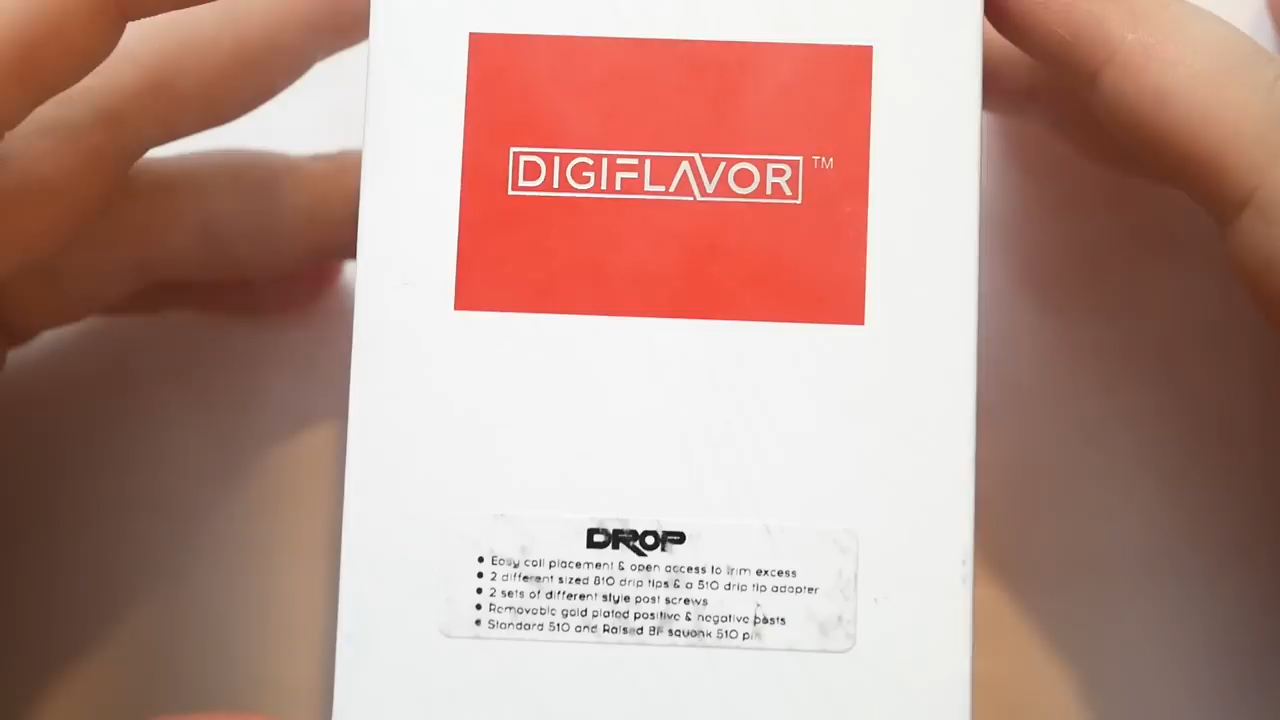 DIGIFLAVOR™
DROP
• Easy coil placement & open access to trim excess
• 2 different sized 810 drip tips & a 510 drip tip adapter
• 2 sets of different style post screws
• Removable gold plated positive & negative posts
• Standard 510 and Raised BF squonk 510 pin